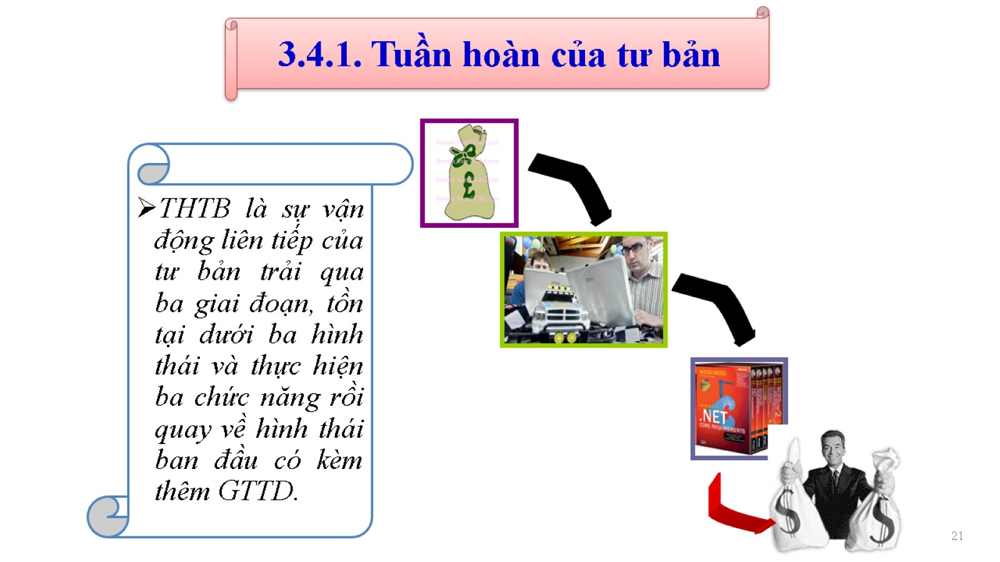 3.4.1. Tuần hoàn của tư bản
➢THTB là sự vận
động liên tiếp của
tư bản trải qua
ba giai đoạn, tồn
tại dưới ba hình
thái và thực hiện
ba chức năng rồi
quay về hình thái
ban đầu có kèm
thêm GTTD.
£
MCAD/MCSD
Microsoft
.NET
CORE REQUIREMENTS
2
$ $
21